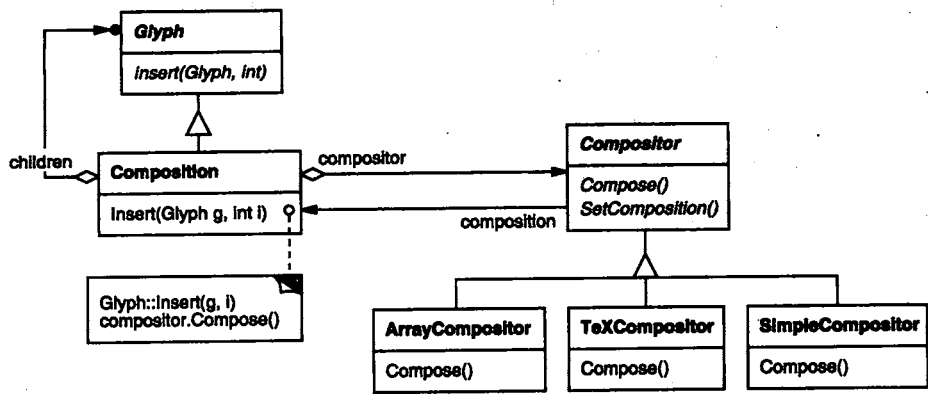 Glyph
insert(Glyph, int)
children
Composition
Insert(Glyph g, int i)
compositor
composition
Compositor
Compose()
SetComposition()
Glyph::Insert(g, i)
compositor.Compose()
ArrayCompositor
Compose()
TeXCompositor
Compose()
SimpleCompositor
Compose()